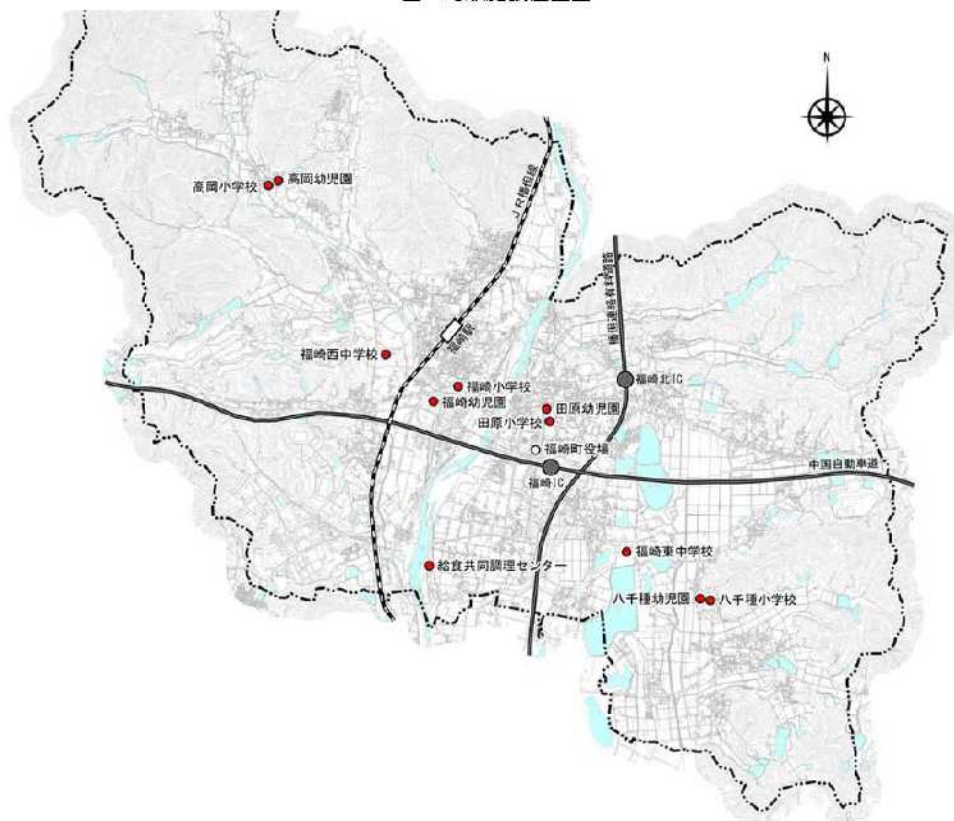 N
高岡小学校
高岡幼児園
JR播但線
播但連絡有料道路
福崎駅
福崎西中学校
福崎北IC
福崎小学校
福崎幼児園
田原幼児園
田原小学校
福崎町役場
福崎IC
中国自動車道
福崎東中学校
給食共同調理センター
八千種幼児園
八千種小学校